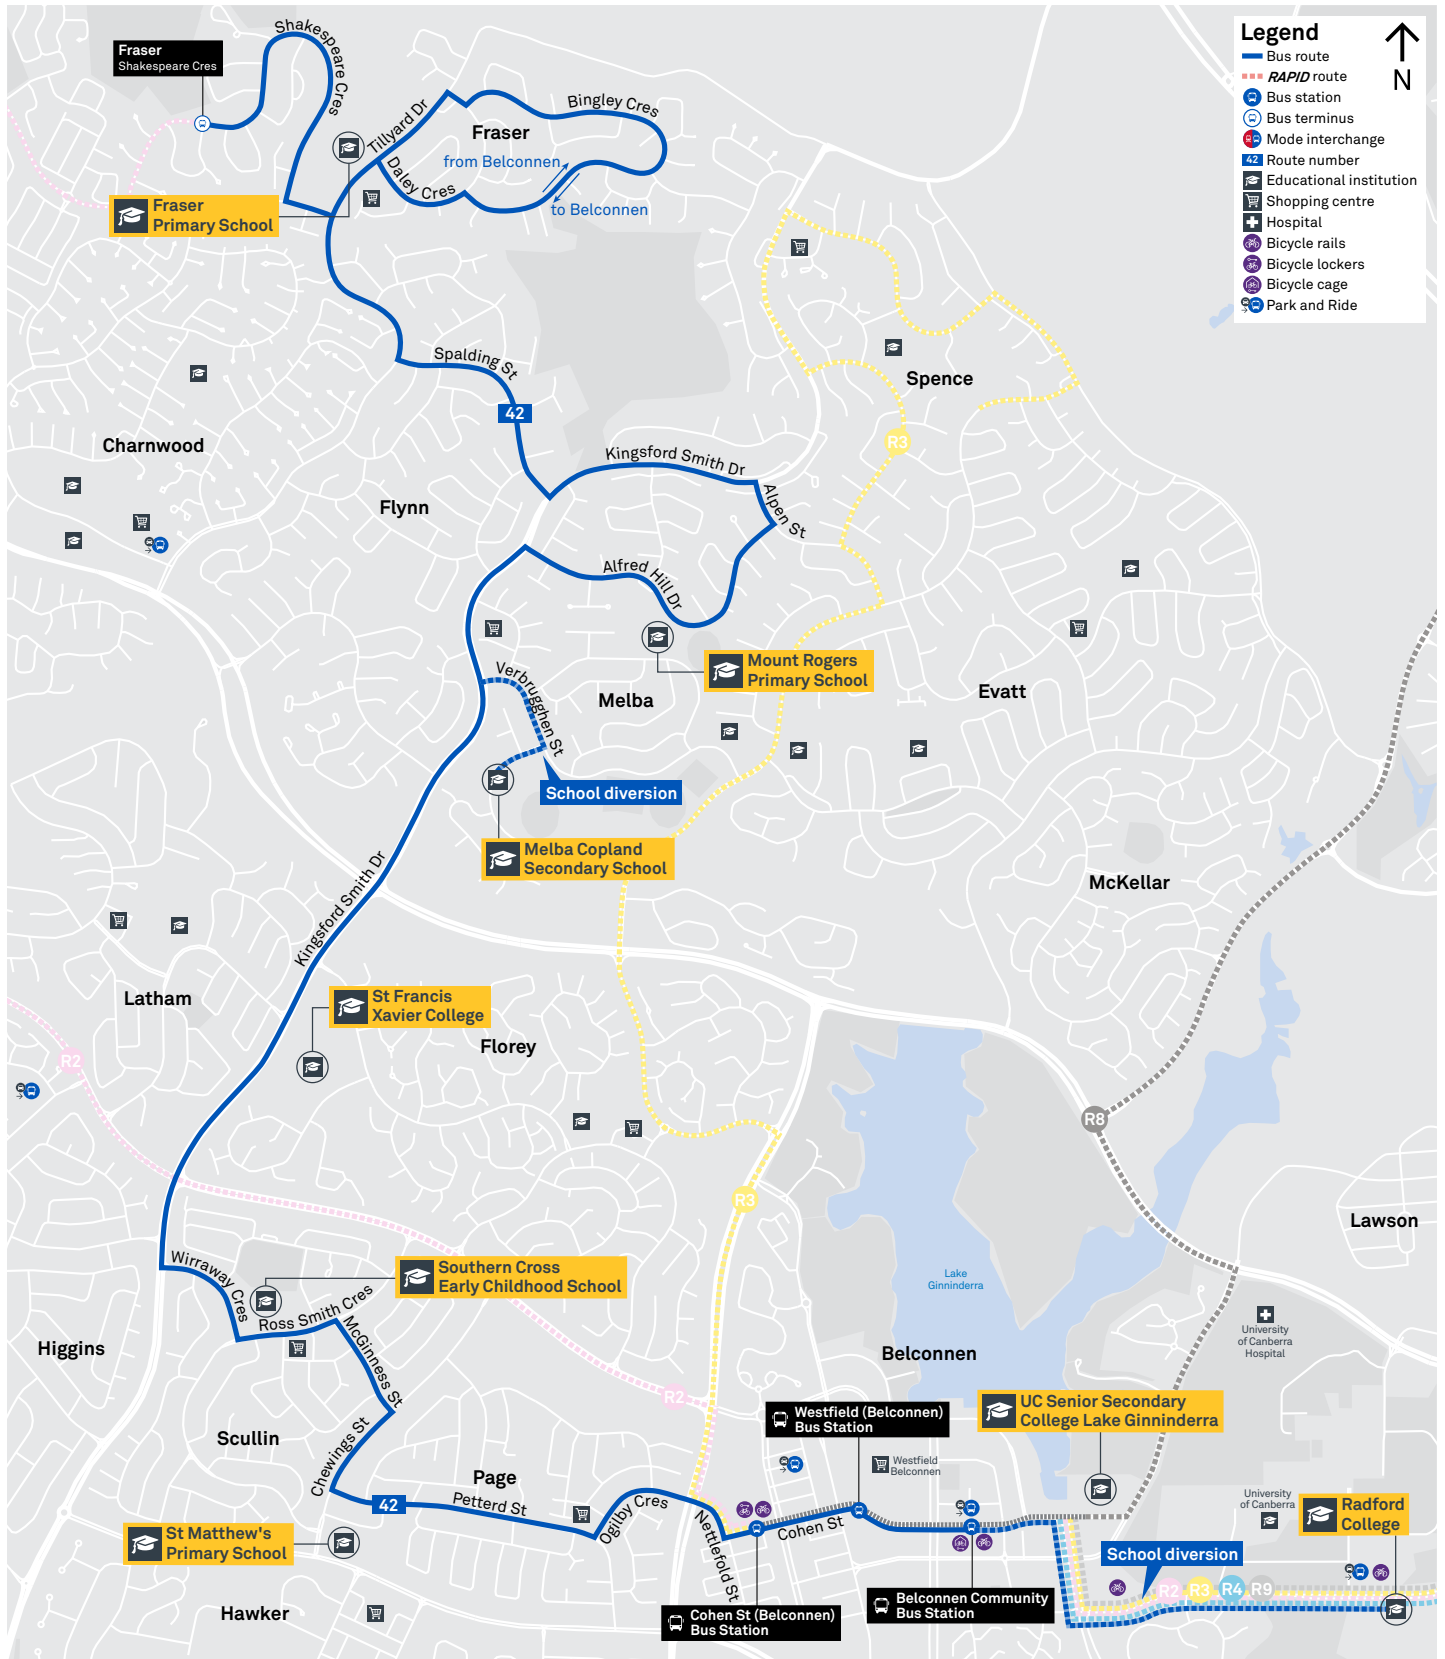 Legend
Bus route
RAPID route
Bus station
Bus terminus
Mode interchange
42 Route number
Educational institution
Shopping centre
Hospital
Bicycle rails
Bicycle lockers
Bicycle cage
Park and Ride
N
Fraser
Shakespeare Cres
Shakespeare Cres
Tillyard Dr
Bingley Cres
Fraser
from Belconnen
Daley Cres
to Belconnen
Fraser
Primary School
Spalding St
Spence
42
R3
Charnwood
Kingsford Smith Dr
Alpen St
Flynn
Alfred Hill Dr
Mount Rogers
Primary School
Verbrugghen St
Melba
Evatt
School diversion
Melba Copland
Secondary School
McKellar
Kingsford Smith Dr
Latham
St Francis
Xavier College
Florey
R2
R8
R3
Lawson
Wirraway Cres
Southern Cross
Early Childhood School
Ross Smith Cres
Lake
Ginninderra
University
of Canberra
Hospital
Higgins
McGinness St
Belconnen
R2
UC Senior Secondary
College Lake Ginninderra
Westfield (Belconnen)
Bus Station
Scullin
Chewings St
Westfield
Belconnen
Page
42
Petterd St
Ogilby Cres
Nettlefold St
Cohen St
University
of Canberra
Radford
College
St Matthew's
Primary School
School diversion
R2
R3
R4
R9
Hawker
Cohen St (Belconnen)
Bus Station
Belconnen Community
Bus Station